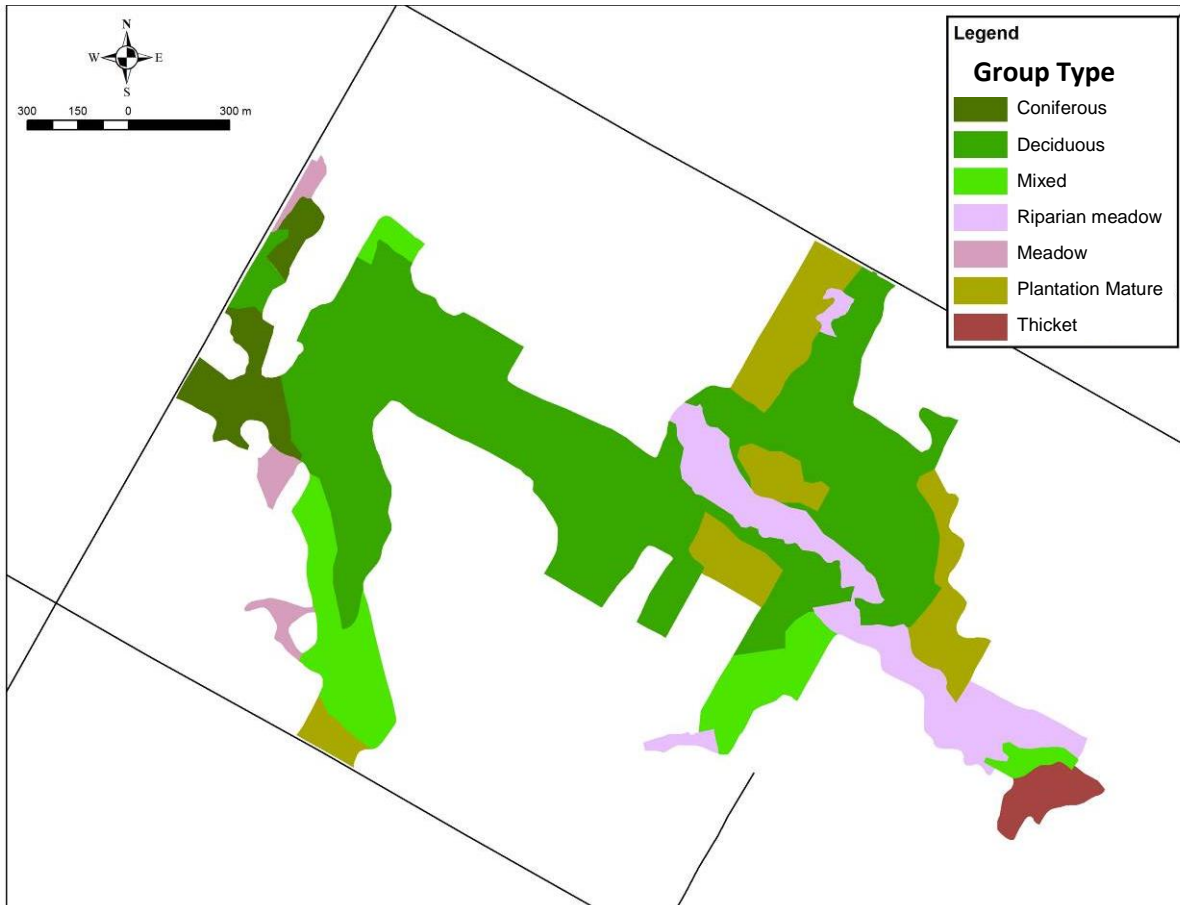 N
W E
S
300 150 0 300 m
Legend
Group Type
Coniferous
Deciduous
Mixed
Riparian meadow
Meadow
Plantation Mature
Thicket